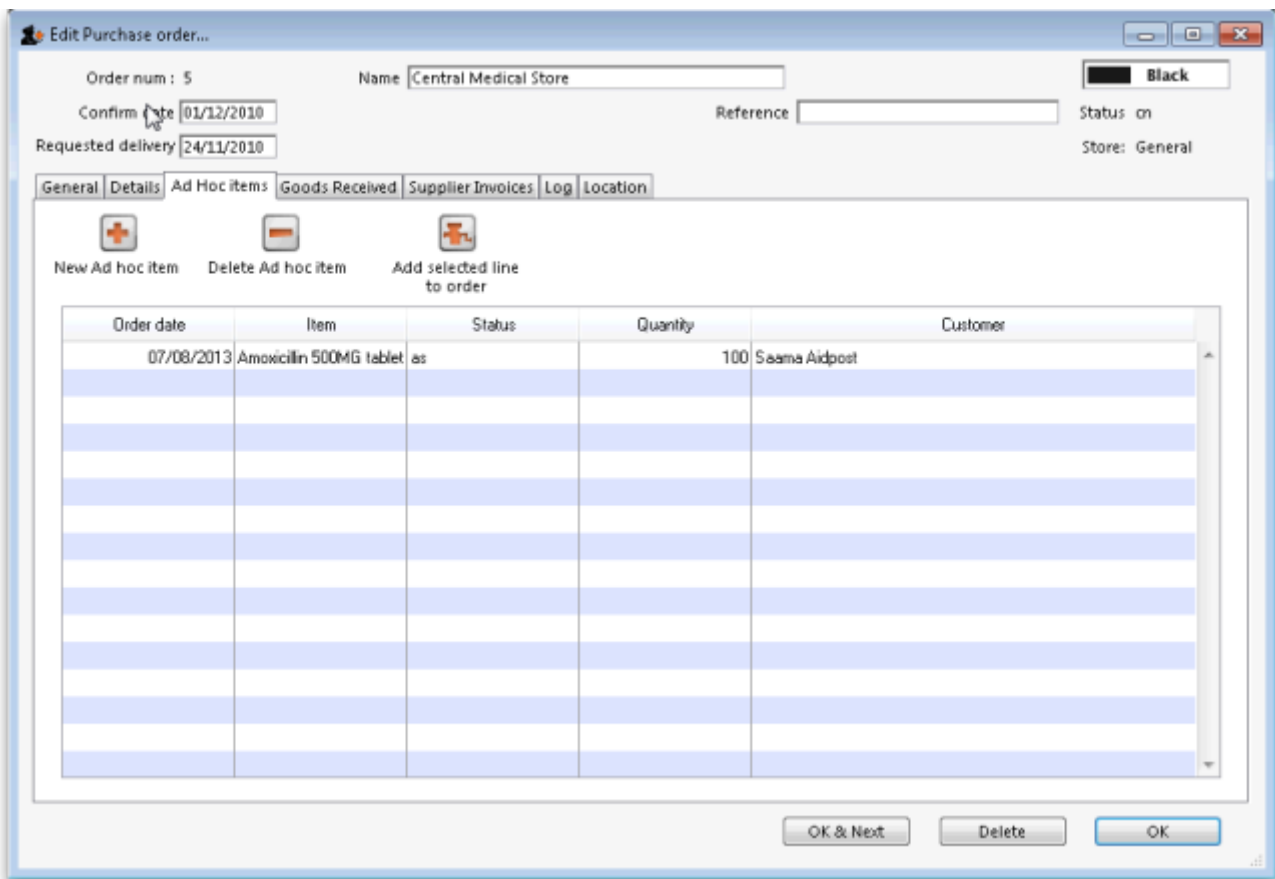 Edit Purchase order...
Order num : 5
Name Central Medical Store
Black
Confirm date 01/12/2010
Reference
Status cn
Requested delivery 24/11/2010
Store: General
General Details Ad Hoc items Goods Received Supplier Invoices Log Location
New Ad hoc item Delete Ad hoc item Add selected line
to order
Order date Item Status Quantity Customer
07/08/2013 Amoxicillin 500MG tablet as 100 Saama Aidpost
OK & Next Delete OK